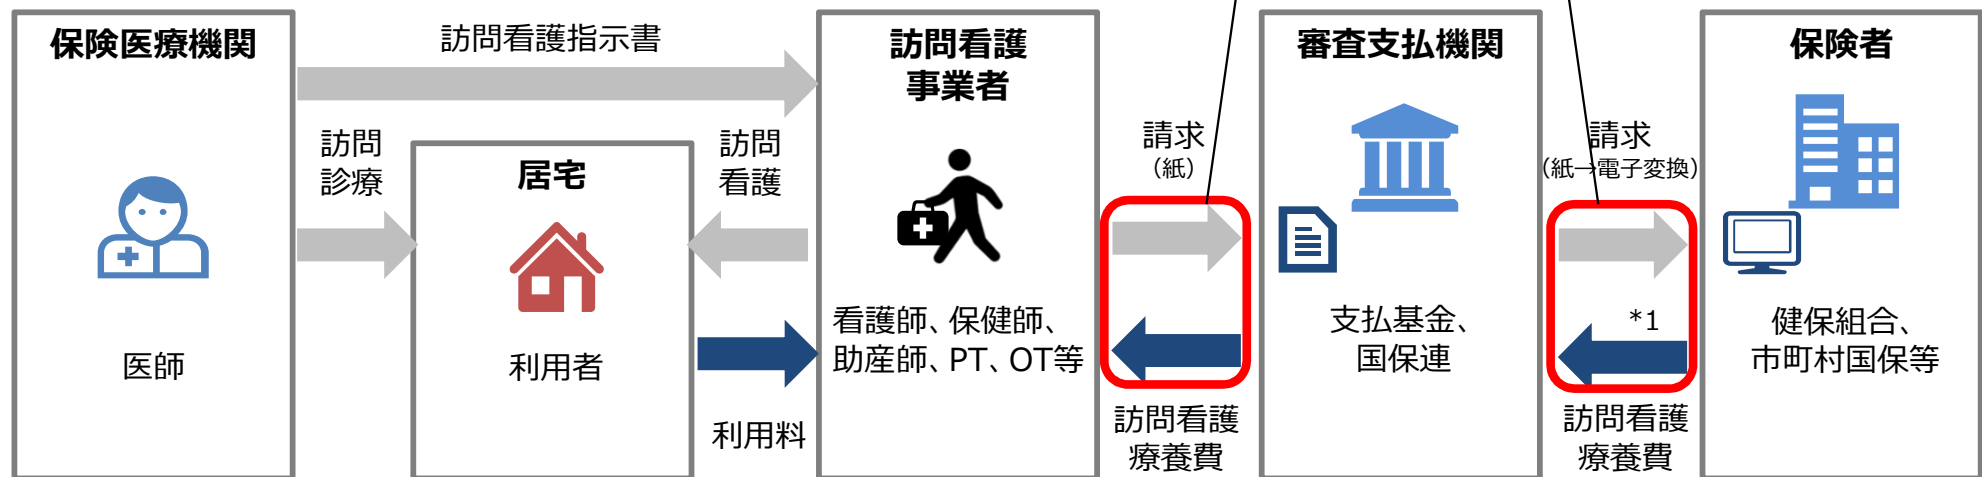 保険医療機関
訪問看護指示書
訪問看護
事業者
審査支払機関
保険者
訪問
診療
居宅
訪問
看護
請求
(紙)
請求
(紙→電子変換)
医師
利用者
看護師、保健師、
助産師、PT、OT等
支払基金、
国保連
*1
健保組合、
市町村国保等
利用料
訪問看護
療養費
訪問看護
療養費